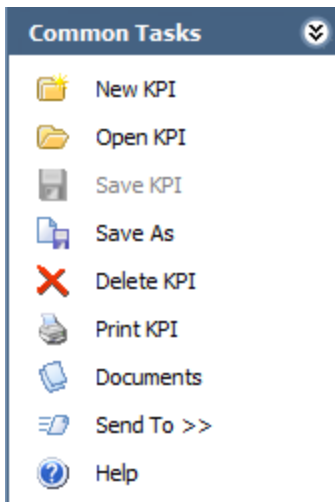 Common Tasks
New KPI
Open KPI
Save KPI
Save As
Delete KPI
Print KPI
Documents
Send To >>
Help